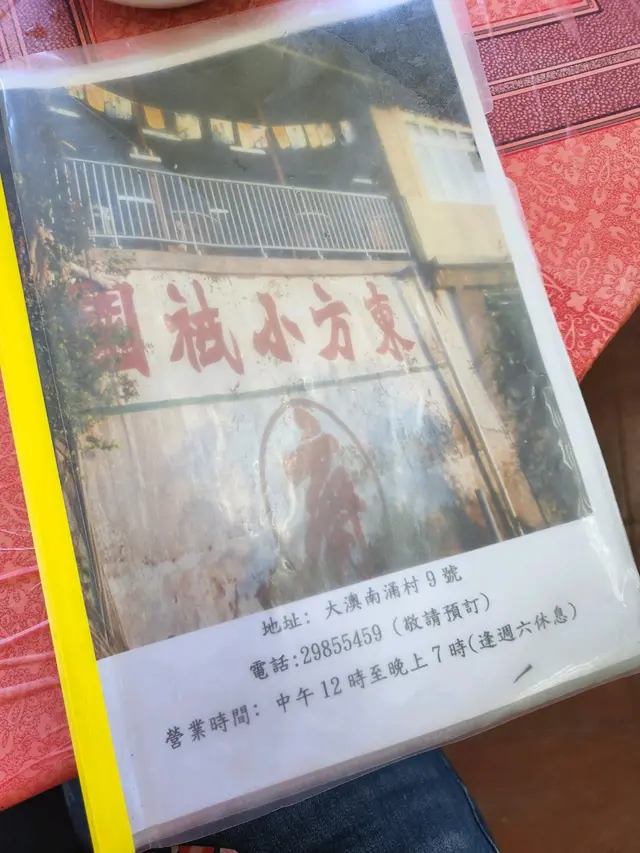 東方小祇園
地址: 大澳南涌村 9 號
電話:29855459 (敬請預訂)
營業時間: 中午 12 時至晚上 7 時(逢週六休息)